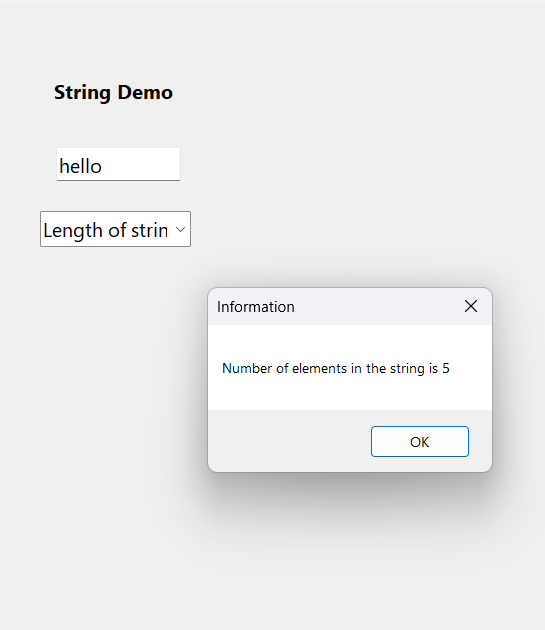 String Demo
hello
Length of strin
Information
Number of elements in the string is 5
OK